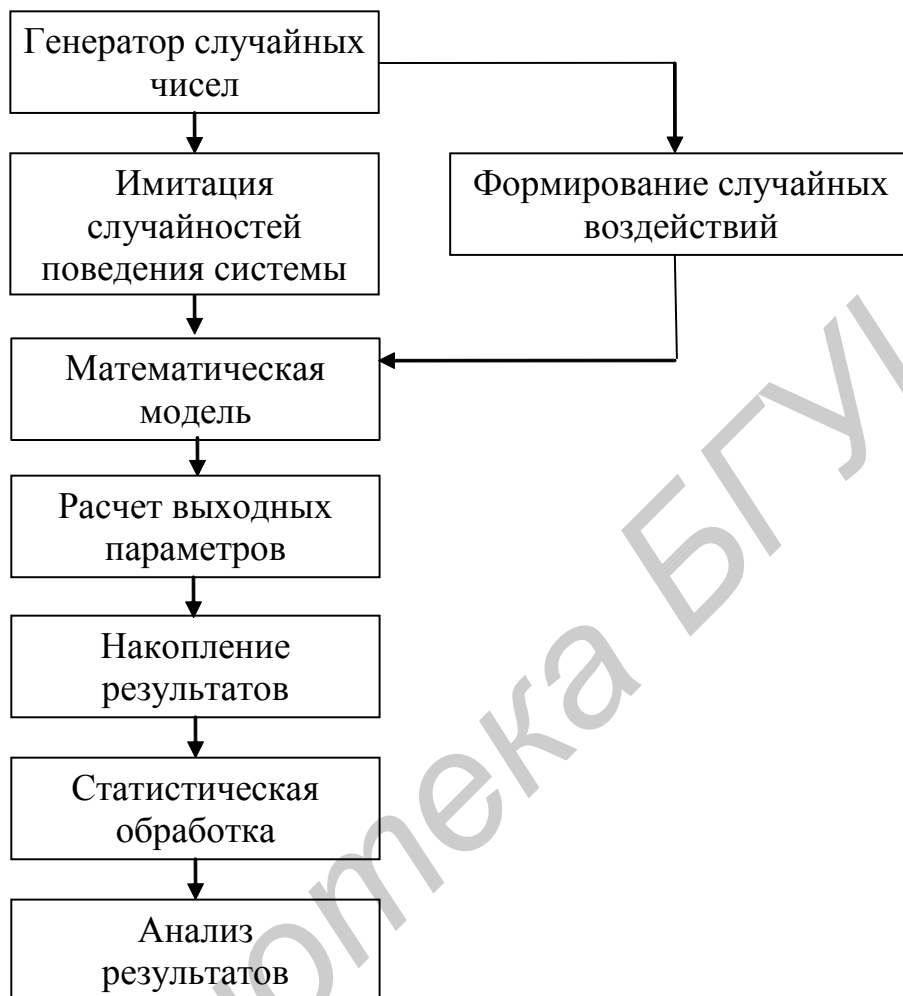 Генератор случайных
чисел
Имитация
случайностей
поведения системы
Формирование случайных
воздействий
Математическая
модель
Расчет выходных
параметров
Накопление
результатов
Статистическая
обработка
Анализ
результатов